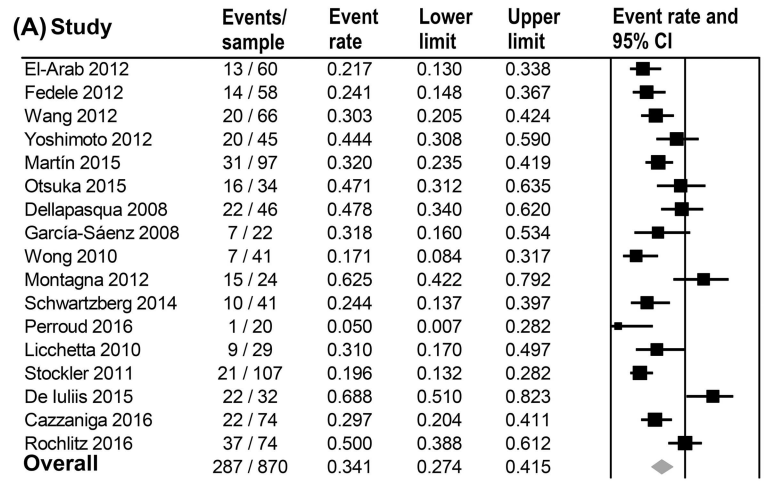 (A) Study Events/ sample Event rate Lower limit Upper limit Event rate and 95% CI
El-Arab 2012 13 / 60 0.217 0.130 0.338
Fedele 2012 14 / 58 0.241 0.148 0.367
Wang 2012 20 / 66 0.303 0.205 0.424
Yoshimoto 2012 20 / 45 0.444 0.308 0.590
Martín 2015 31 / 97 0.320 0.235 0.419
Otsuka 2015 16 / 34 0.471 0.312 0.635
Dellapasqua 2008 22 / 46 0.478 0.340 0.620
García-Sáenz 2008 7 / 22 0.318 0.160 0.534
Wong 2010 7 / 41 0.171 0.084 0.317
Montagna 2012 15 / 24 0.625 0.422 0.792
Schwartzberg 2014 10 / 41 0.244 0.137 0.397
Perroud 2016 1 / 20 0.050 0.007 0.282
Licchetta 2010 9 / 29 0.310 0.170 0.497
Stockler 2011 21 / 107 0.196 0.132 0.282
De Iuliis 2015 22 / 32 0.688 0.510 0.823
Cazzaniga 2016 22 / 74 0.297 0.204 0.411
Rochlitz 2016 37 / 74 0.500 0.388 0.612
Overall 287 / 870 0.341 0.274 0.415